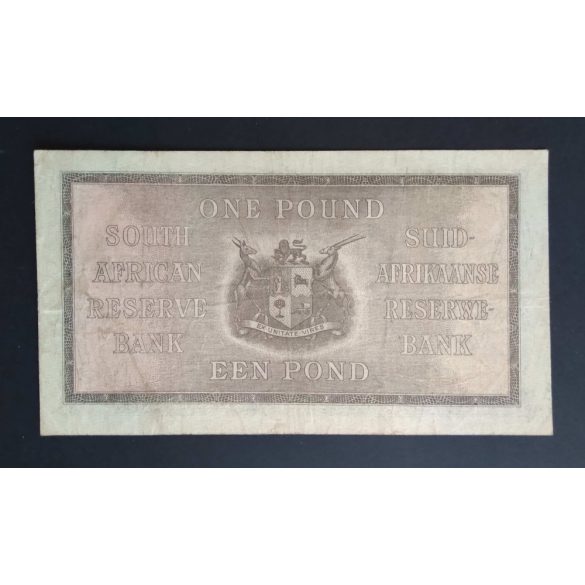 ONE POUND
SOUTH
AFRICAN
RESERVE
BANK
SUID-
AFRIKAANSE
RESERWE-
BANK
EX UNITATE VIRES
EEN POND